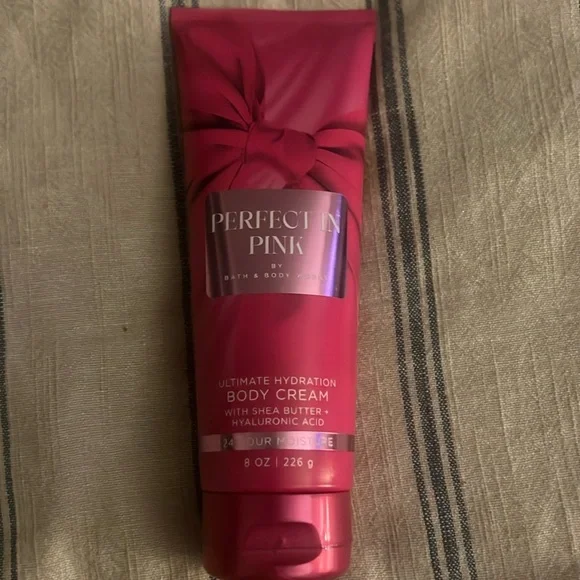 PERFECT IN
PINK
BY
BATH & BODY WORKS
ULTIMATE HYDRATION
BODY CREAM
WITH SHEA BUTTER +
HYALURONIC ACID
24 HOUR MOISTURE
8 OZ | 226 g